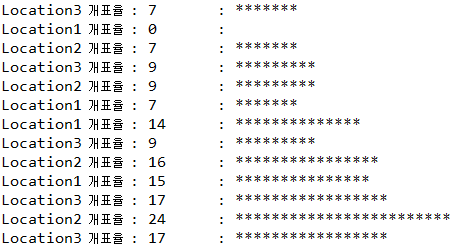 Location3 개표율 : 7 : *******
Location1 개표율 : 0 :
Location2 개표율 : 7 : *******
Location3 개표율 : 9 : *********
Location2 개표율 : 9 : *********
Location1 개표율 : 7 : *******
Location1 개표율 : 14 : **************
Location3 개표율 : 9 : *********
Location2 개표율 : 16 : ****************
Location1 개표율 : 15 : ***************
Location3 개표율 : 17 : *****************
Location2 개표율 : 24 : ************************
Location3 개표율 : 17 : *****************